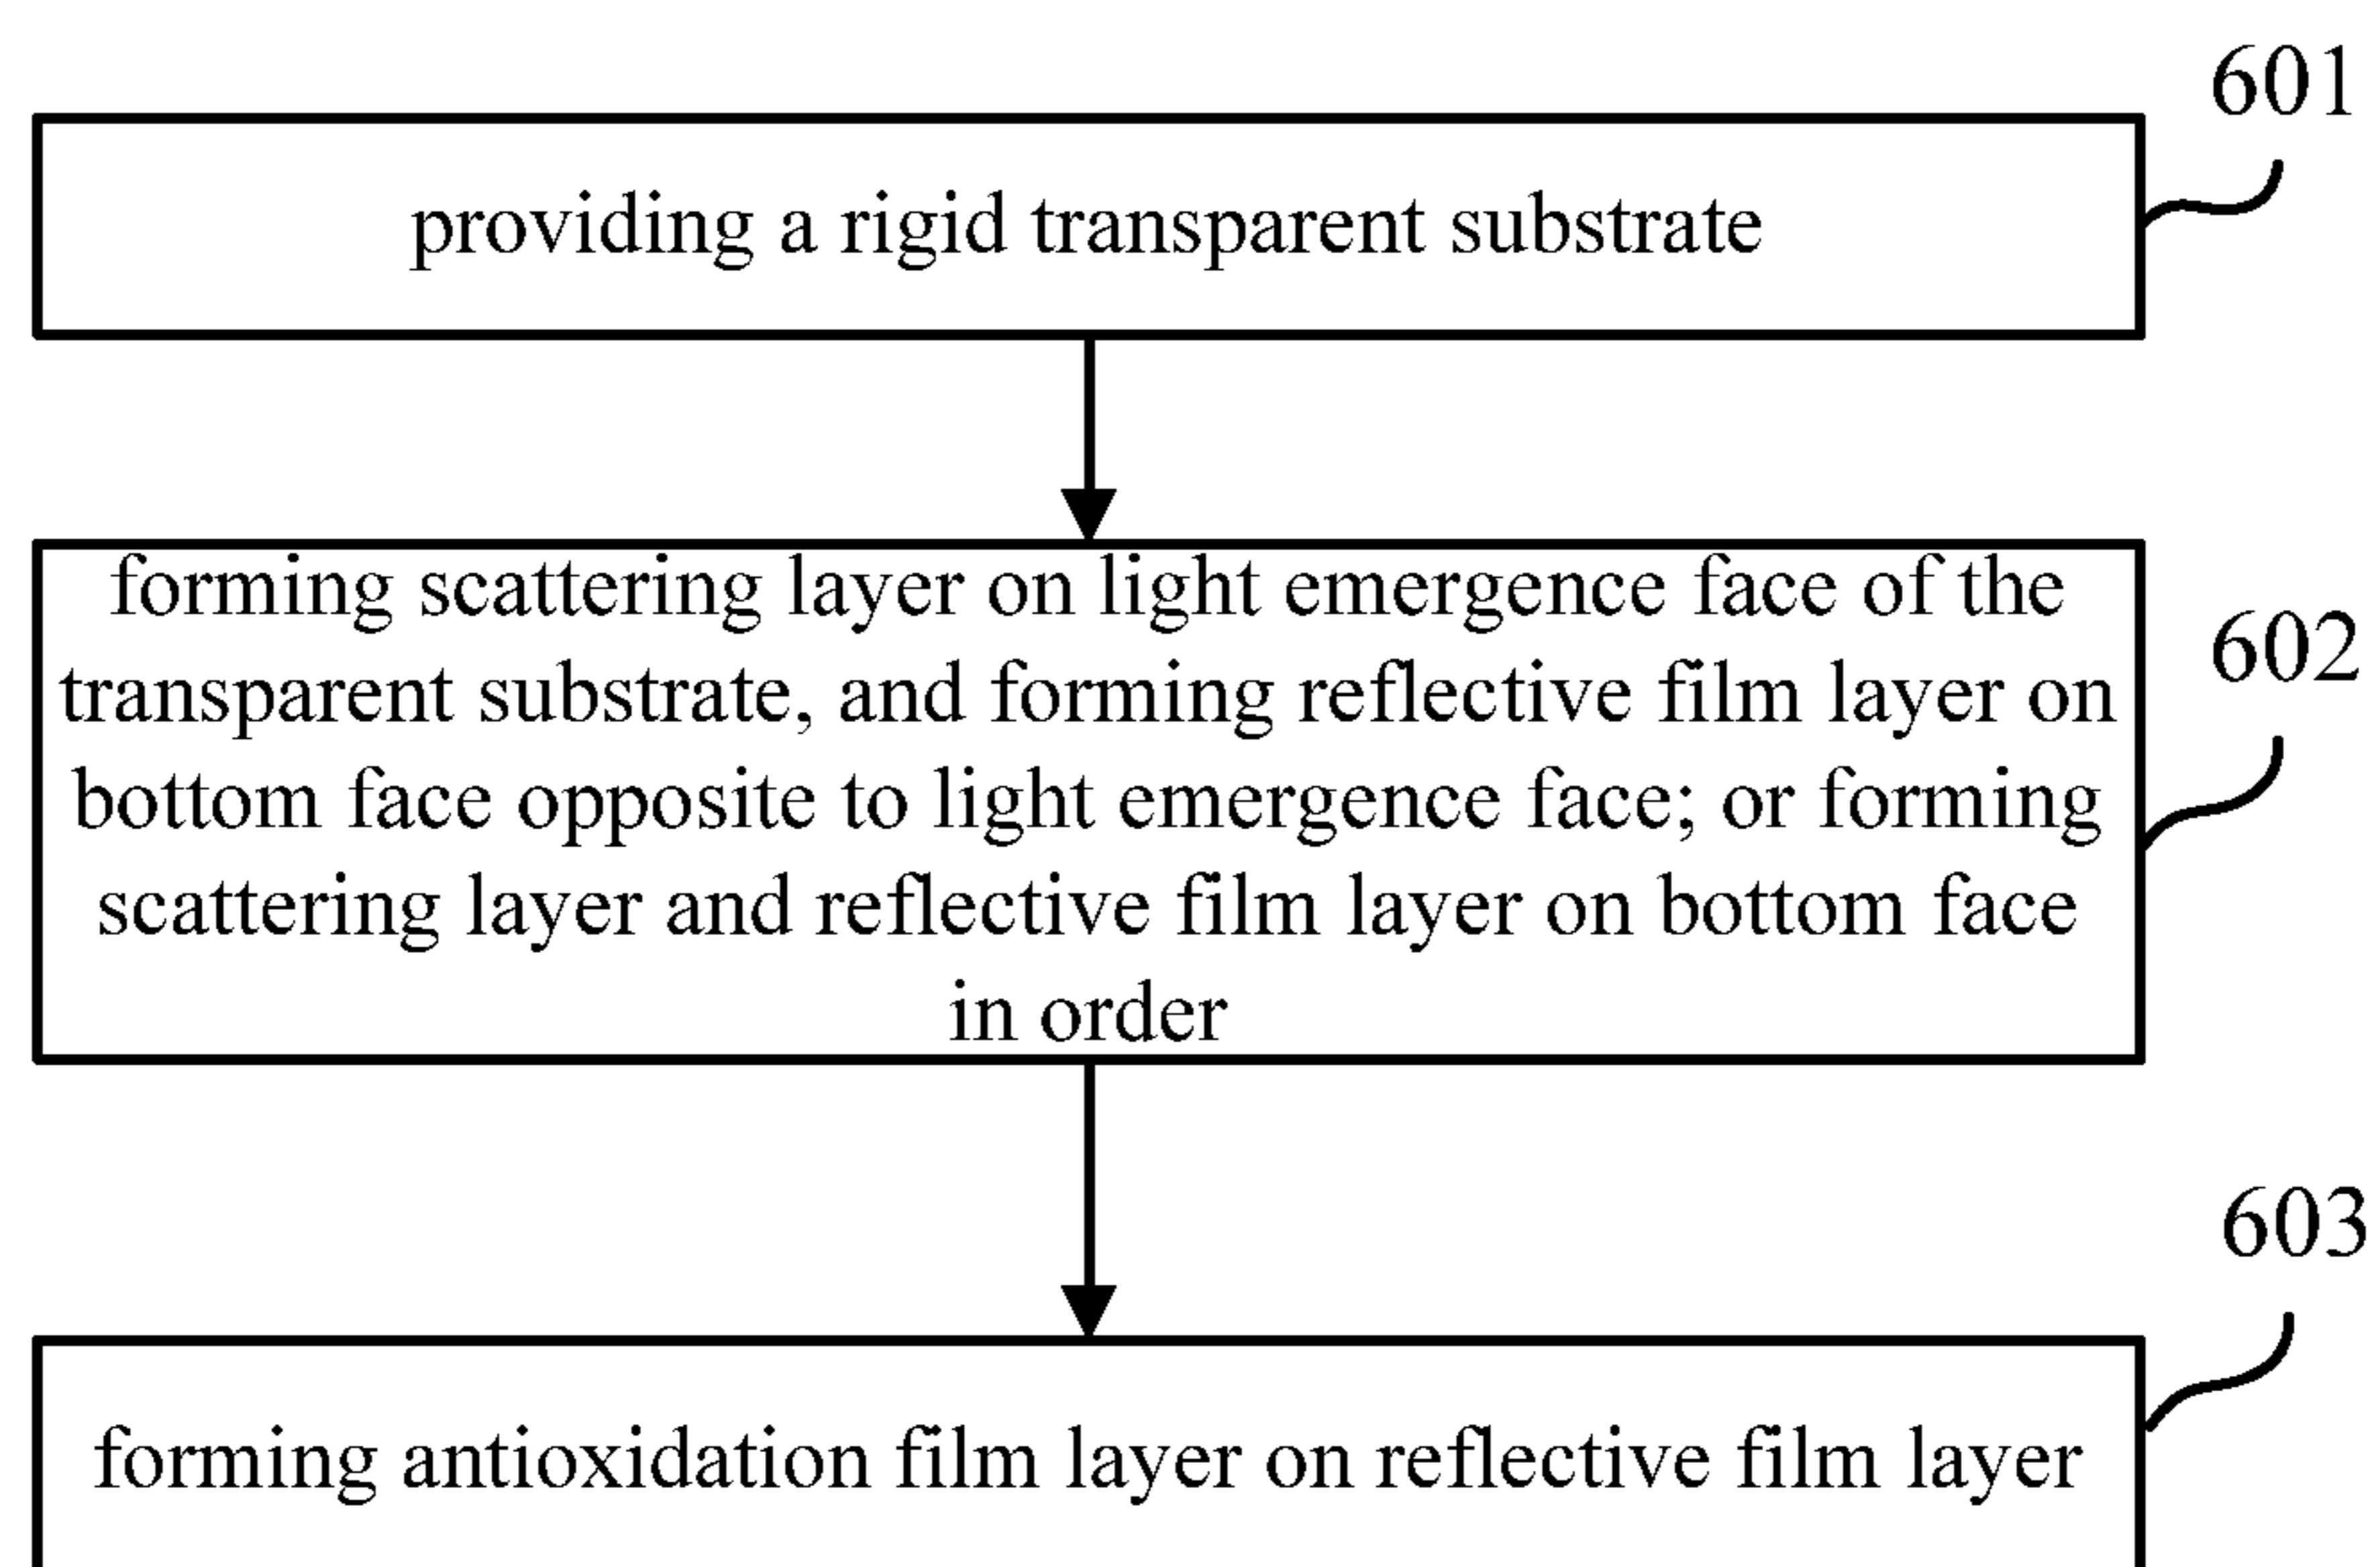 601
providing a rigid transparent substrate
forming scattering layer on light emergence face of the
transparent substrate, and forming reflective film layer on
bottom face opposite to light emergence face; or forming
scattering layer and reflective film layer on bottom face
in order
602
603
forming antioxidation film layer on reflective film layer